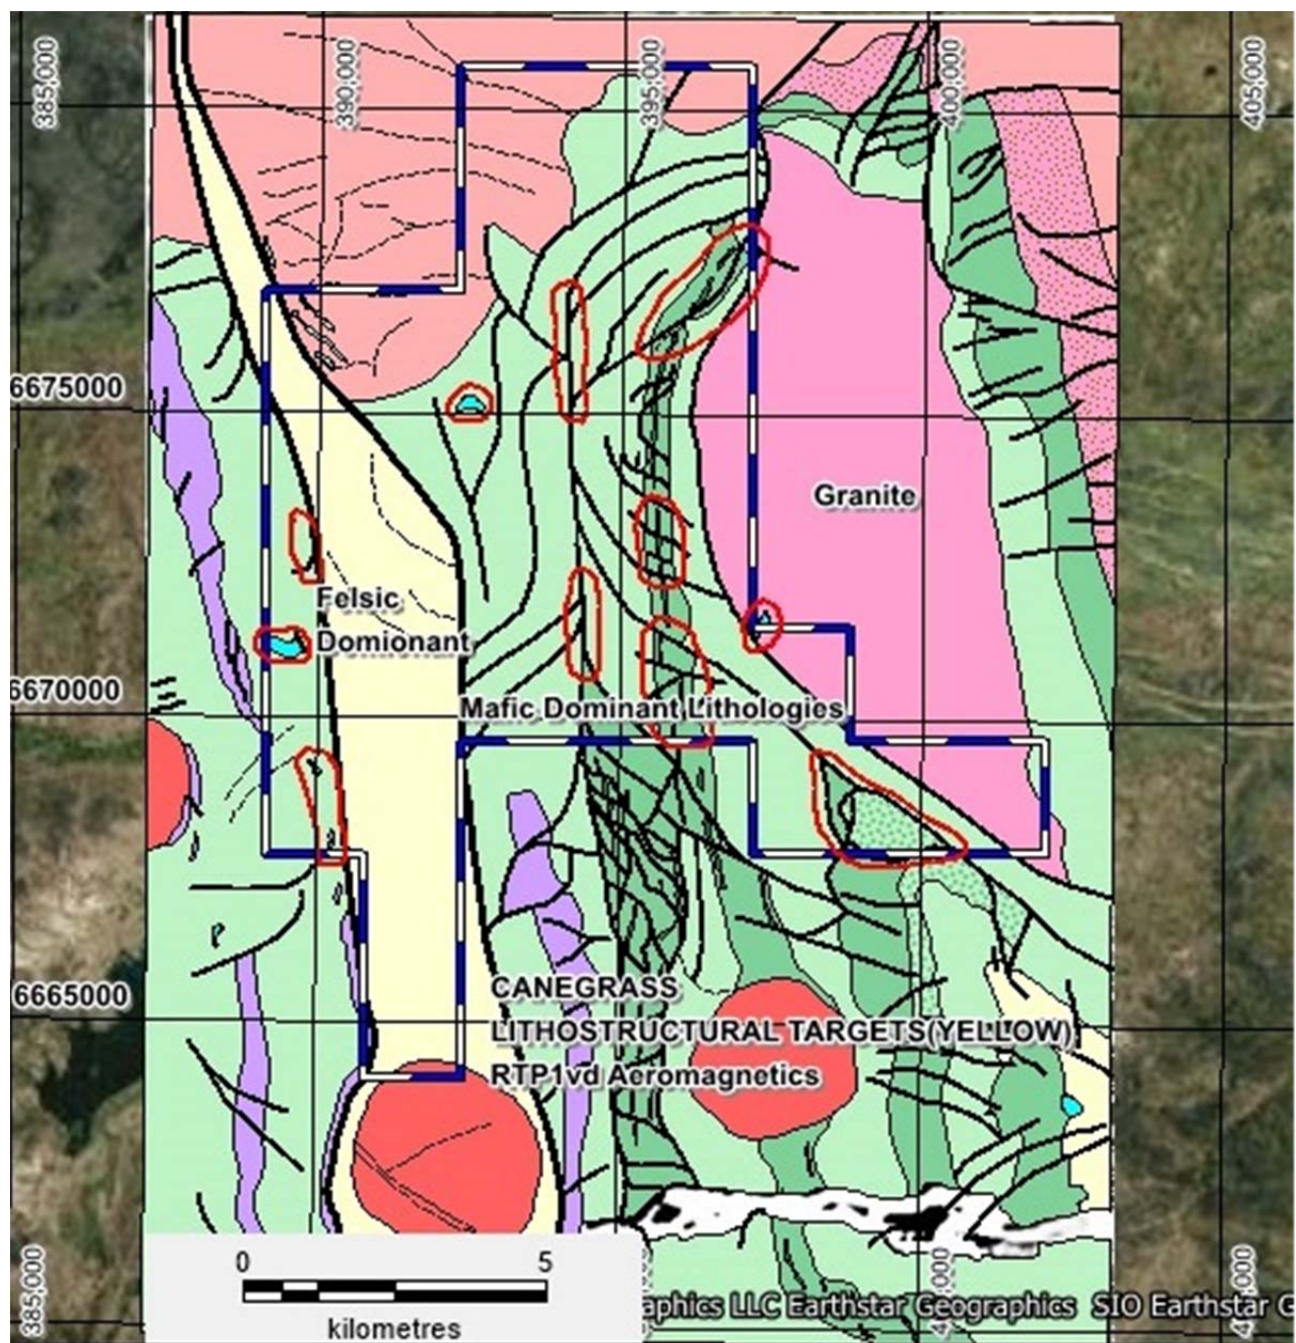 385,000
390,000
395,000
400,000
405,000
6675000
Granite
Felsic
Domionant
6670000
Mafic Dominant Lithologies
6665000
CANEGRASS
LITHOSTRUCTURAL TARGETS(YELLOW)
RTP1vd Aeromagnetics
0 5
kilometres
385,000
405,000
aphics LLC Earthstar Geographics SIO Earthstar G